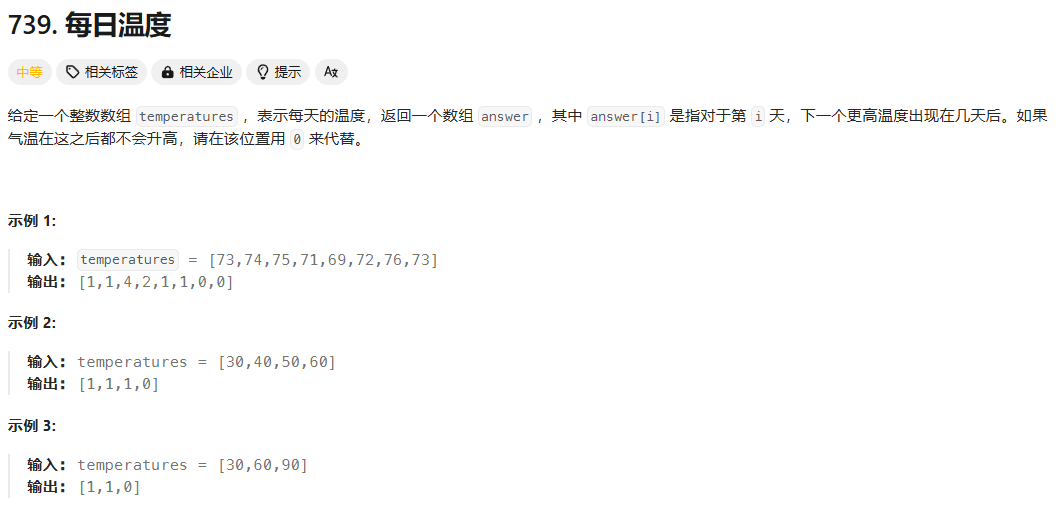 739. 每日温度
中等 相关标签 相关企业 提示 A文
给定一个整数数组 temperatures ，表示每天的温度，返回一个数组 answer ，其中 answer[i] 是指对于第 i 天，下一个更高温度出现在几天后。如果
气温在这之后都不会升高，请在该位置用 0 来代替。
示例 1:
输入: temperatures = [73,74,75,71,69,72,76,73]
输出: [1,1,4,2,1,1,0,0]
示例 2:
输入: temperatures = [30,40,50,60]
输出: [1,1,1,0]
示例 3:
输入: temperatures = [30,60,90]
输出: [1,1,0]